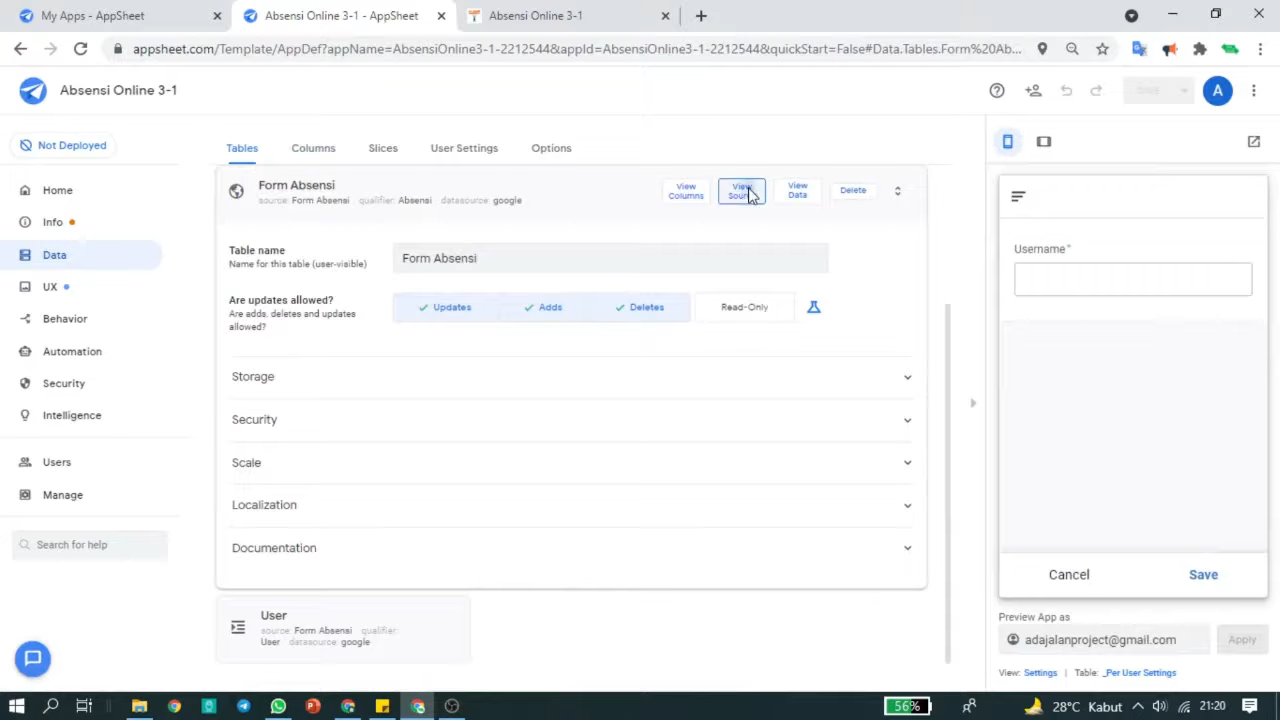 My Apps - AppSheet
Absensi Online 3-1 - AppSheet
Absensi Online 3-1
appsheet.com/Template/AppDef?appName=AbsensiOnline3-1-2212544&appId=AbsensiOnline3-1-2212544&quickStart=False#Data.Tables.Form%20Ab...
Absensi Online 3-1
SAVE
A
Not Deployed
Home
Info
Data
UX
Behavior
Automation
Security
Intelligence
Users
Manage
Search for help
Tables
Columns
Slices
User Settings
Options
Form Absensi
source: Form Absensi qualifier: Absensi datasource: google
View
Columns
View
View
Data
Delete
Table name
Name for this table (user-visible)
Form Absensi
Are updates allowed?
Are adds, deletes and updates
allowed?
Updates
Adds
Deletes
Read-Only
Storage
Security
Scale
Localization
Documentation
User
source: Form Absensi qualifier:
User datasource: google
Username*
Cancel
Save
Preview App as
adajalanproject@gmail.com
Apply
View: Settings | Table: _Per User Settings
56%
28°C Kabut
21:20